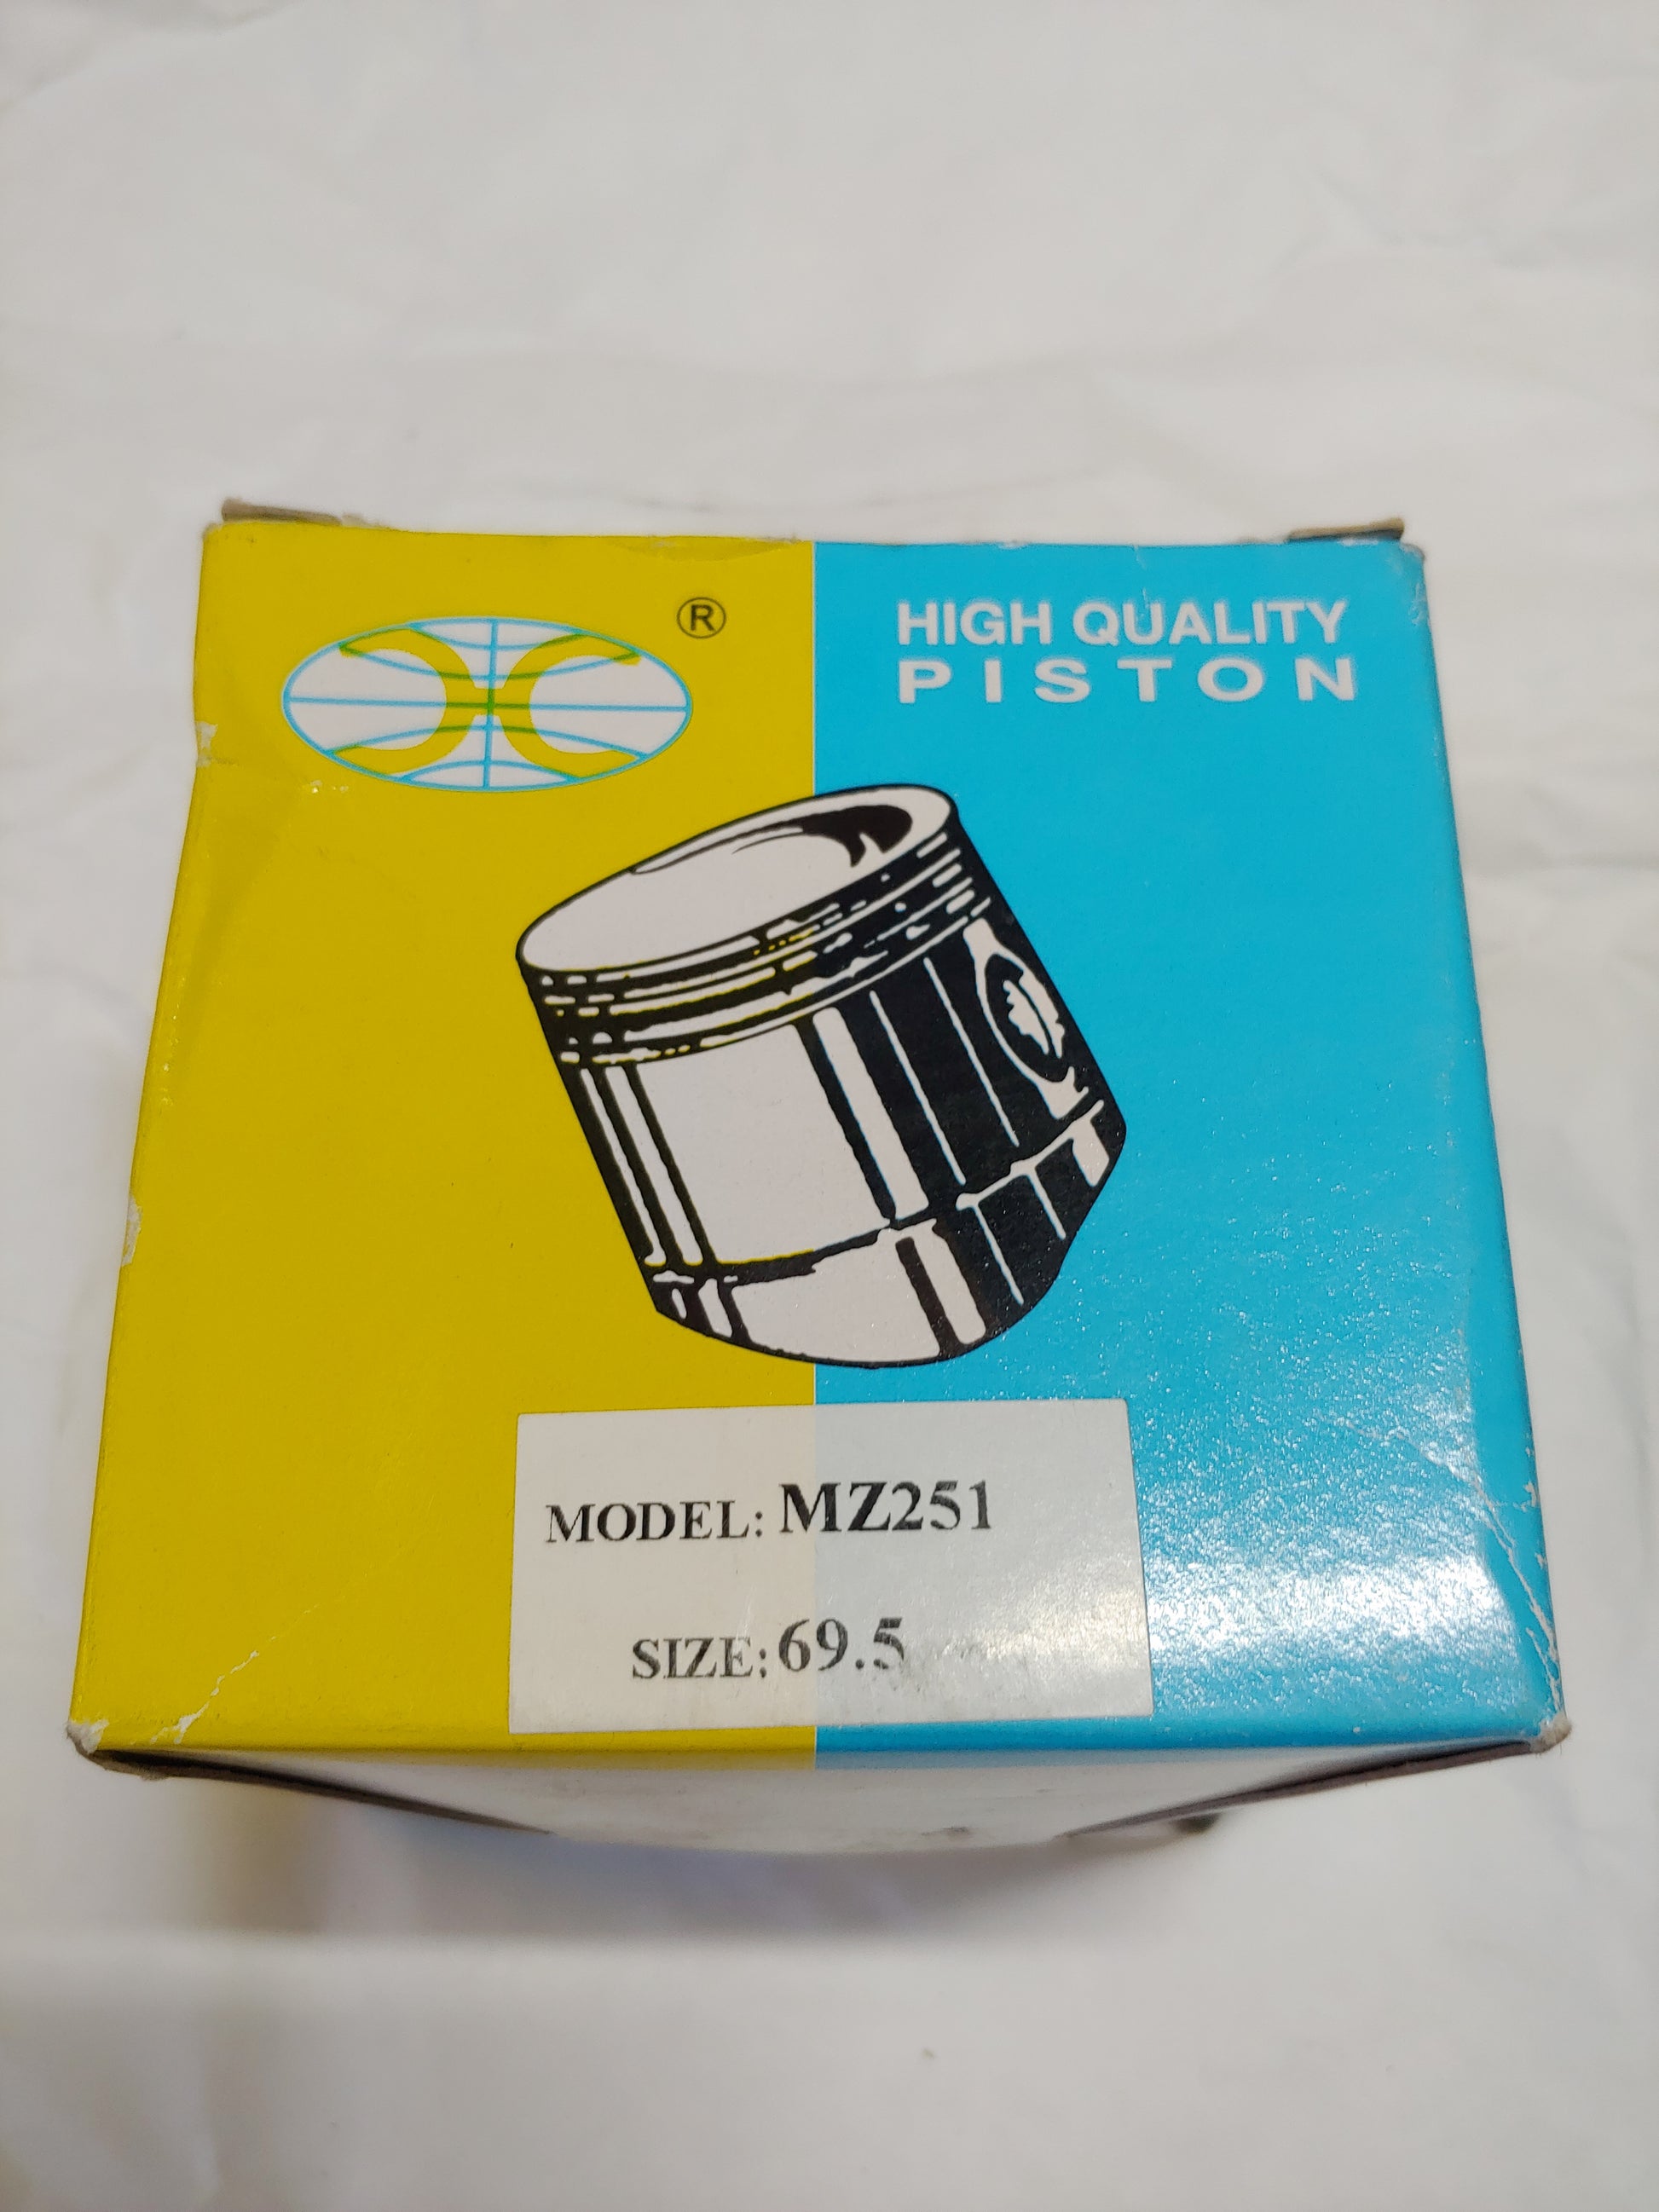 ®
HIGH QUALITY
PISTON
MODEL: MZ251
SIZE: 69.5